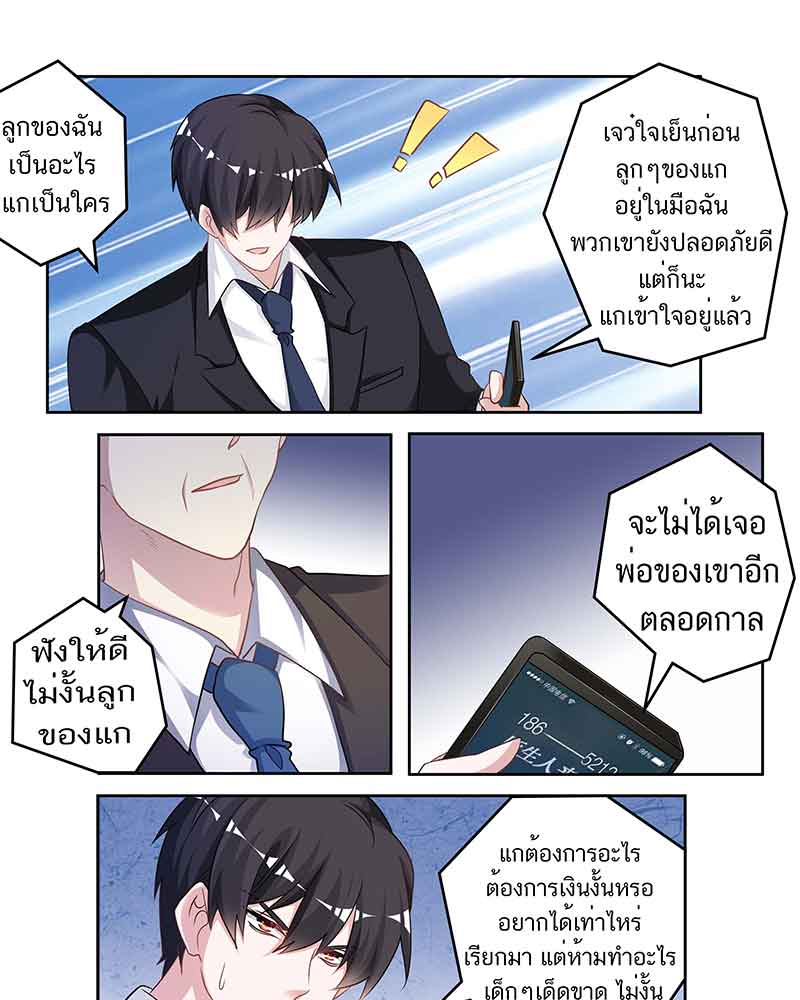 ลูกของฉัน
เป็นอะไร
แกเป็นใคร
เจว๋ใจเย็นก่อน
ลูกๆของแก
อยู่ในมือฉัน
พวกเขายังปลอดภัยดี
แต่ก็นะ
แกเข้าใจอยู่แล้ว
ฟังให้ดี
ไม่งั้นลูก
ของแก
จะไม่ได้เจอ
พ่อของเขาอีก
ตลอดกาล
中国电信
186——5212
生人
แกต้องการอะไร
ต้องการเงินงั้นหรอ
อยากได้เท่าไหร่
เรียกมา แต่ห้ามทำอะไร
เด็กๆเด็ดขาด ไม่งั้น